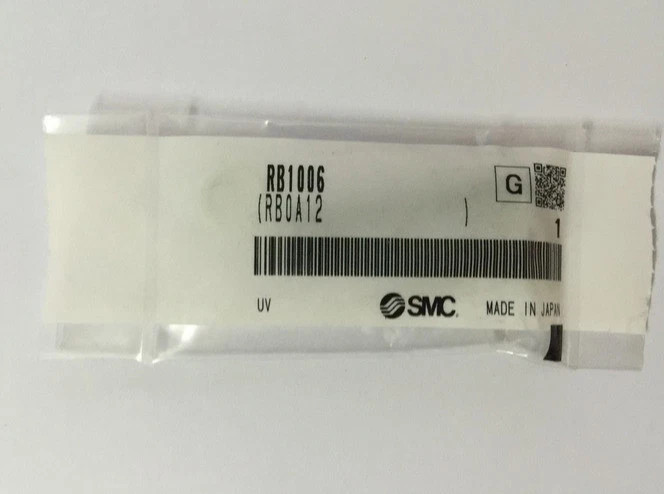 RB1006
G
(RB0A12 )
1
UV
SMC.
MADE IN JAPAN